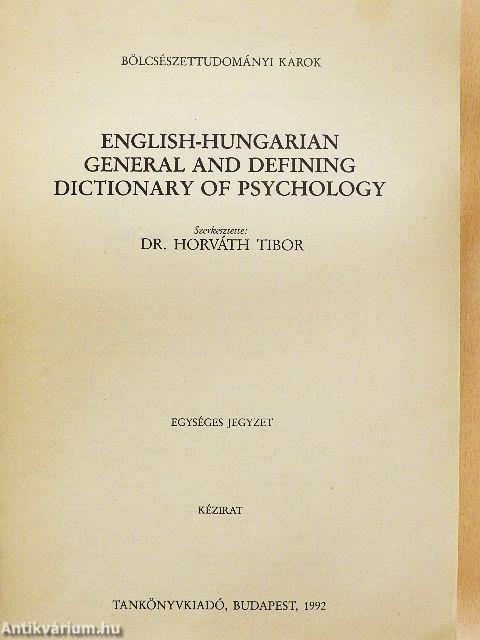 BÖLCSÉSZETTUDOMÁNYI KAROK
ENGLISH-HUNGARIAN
GENERAL AND DEFINING
DICTIONARY OF PSYCHOLOGY
Szerkesztette:
DR. HORVÁTH TIBOR
EGYSÉGES JEGYZET
KÉZIRAT
TANKÖNYVKIADÓ, BUDAPEST, 1992
Antikvárium.hu